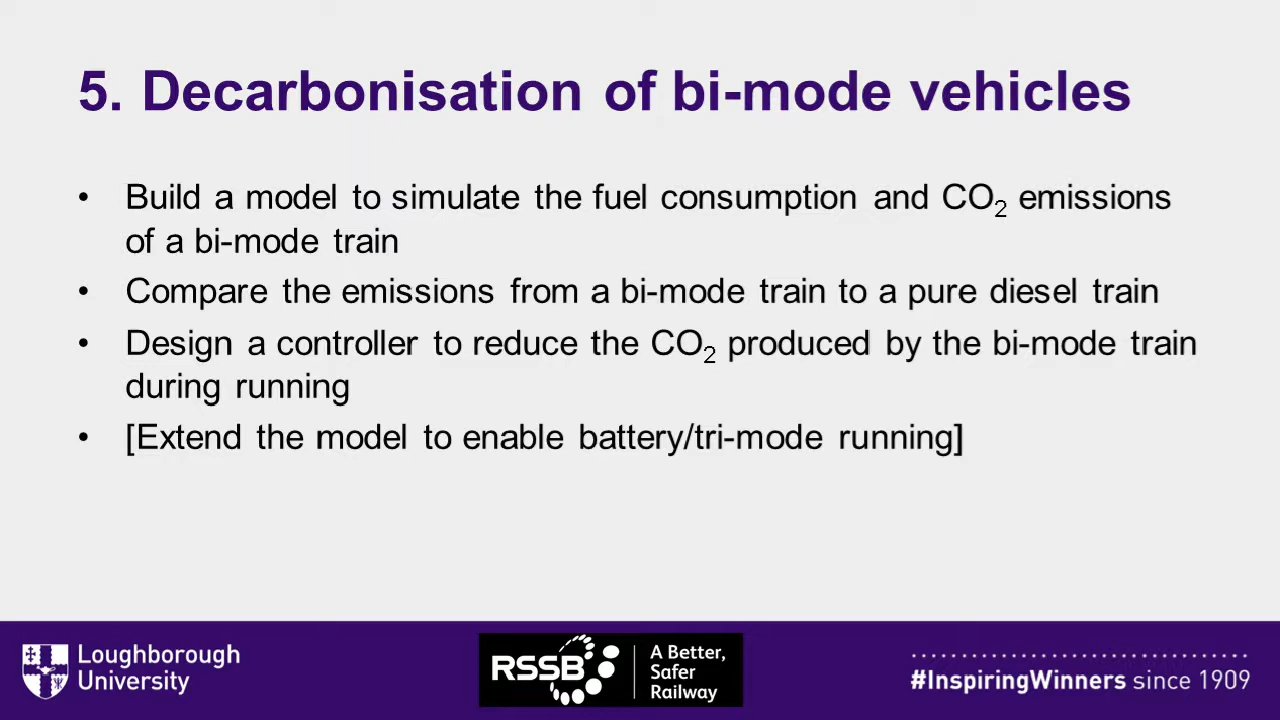 5. Decarbonisation of bi-mode vehicles
• Build a model to simulate the fuel consumption and CO₂ emissions
of a bi-mode train
• Compare the emissions from a bi-mode train to a pure diesel train
• Design a controller to reduce the CO₂ produced by the bi-mode train
during running
• [Extend the model to enable battery/tri-mode running]
Loughborough
University
RSSB
A Better,
Safer
Railway
#InspiringWinners since 1909